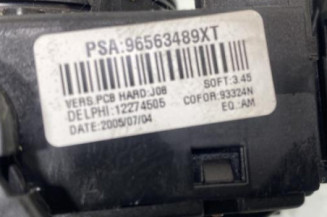 PSA:96563489XT
VERS.PCB HARD:J08 SOFT:3.45
DELPHI:12274505 COFOR:93324N
DATE:2005/07/04 EQ.:AM